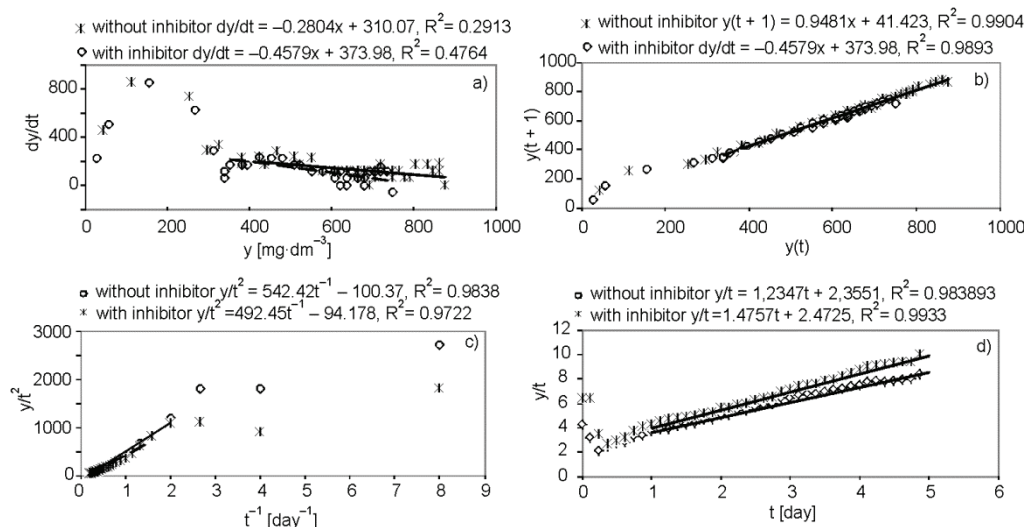 without inhibitor dy/dt = –0.2804x + 310.07, R² = 0.2913
with inhibitor dy/dt = –0.4579x + 373.98, R² = 0.4764
a)
800
400
0
dy/dt
0 200 400 600 800 1000
y [mg·dm⁻³]
without inhibitor y(t + 1) = 0.9481x + 41.423, R² = 0.9904
with inhibitor dy/dt = –0.4579x + 373.98, R² = 0.9893
b)
1000
800
600
400
200
0
y(t + 1)
0 200 400 600 800 1000
y(t)
without inhibitor y/t² = 542.42t⁻¹ – 100.37, R² = 0.9838
with inhibitor y/t² =492.45t⁻¹ – 94.178, R² = 0.9722
c)
3000
2000
1000
0
y/t²
0 1 2 3 4 5 6 7 8 9
t⁻¹ [day⁻¹]
without inhibitor y/t = 1,2347t + 2,3551, R² = 0.983893
with inhibitor y/t=1.4757t + 2.4725, R² = 0.9933
d)
12
10
8
6
4
2
0
y/t
0 1 2 3 4 5 6
t [day]